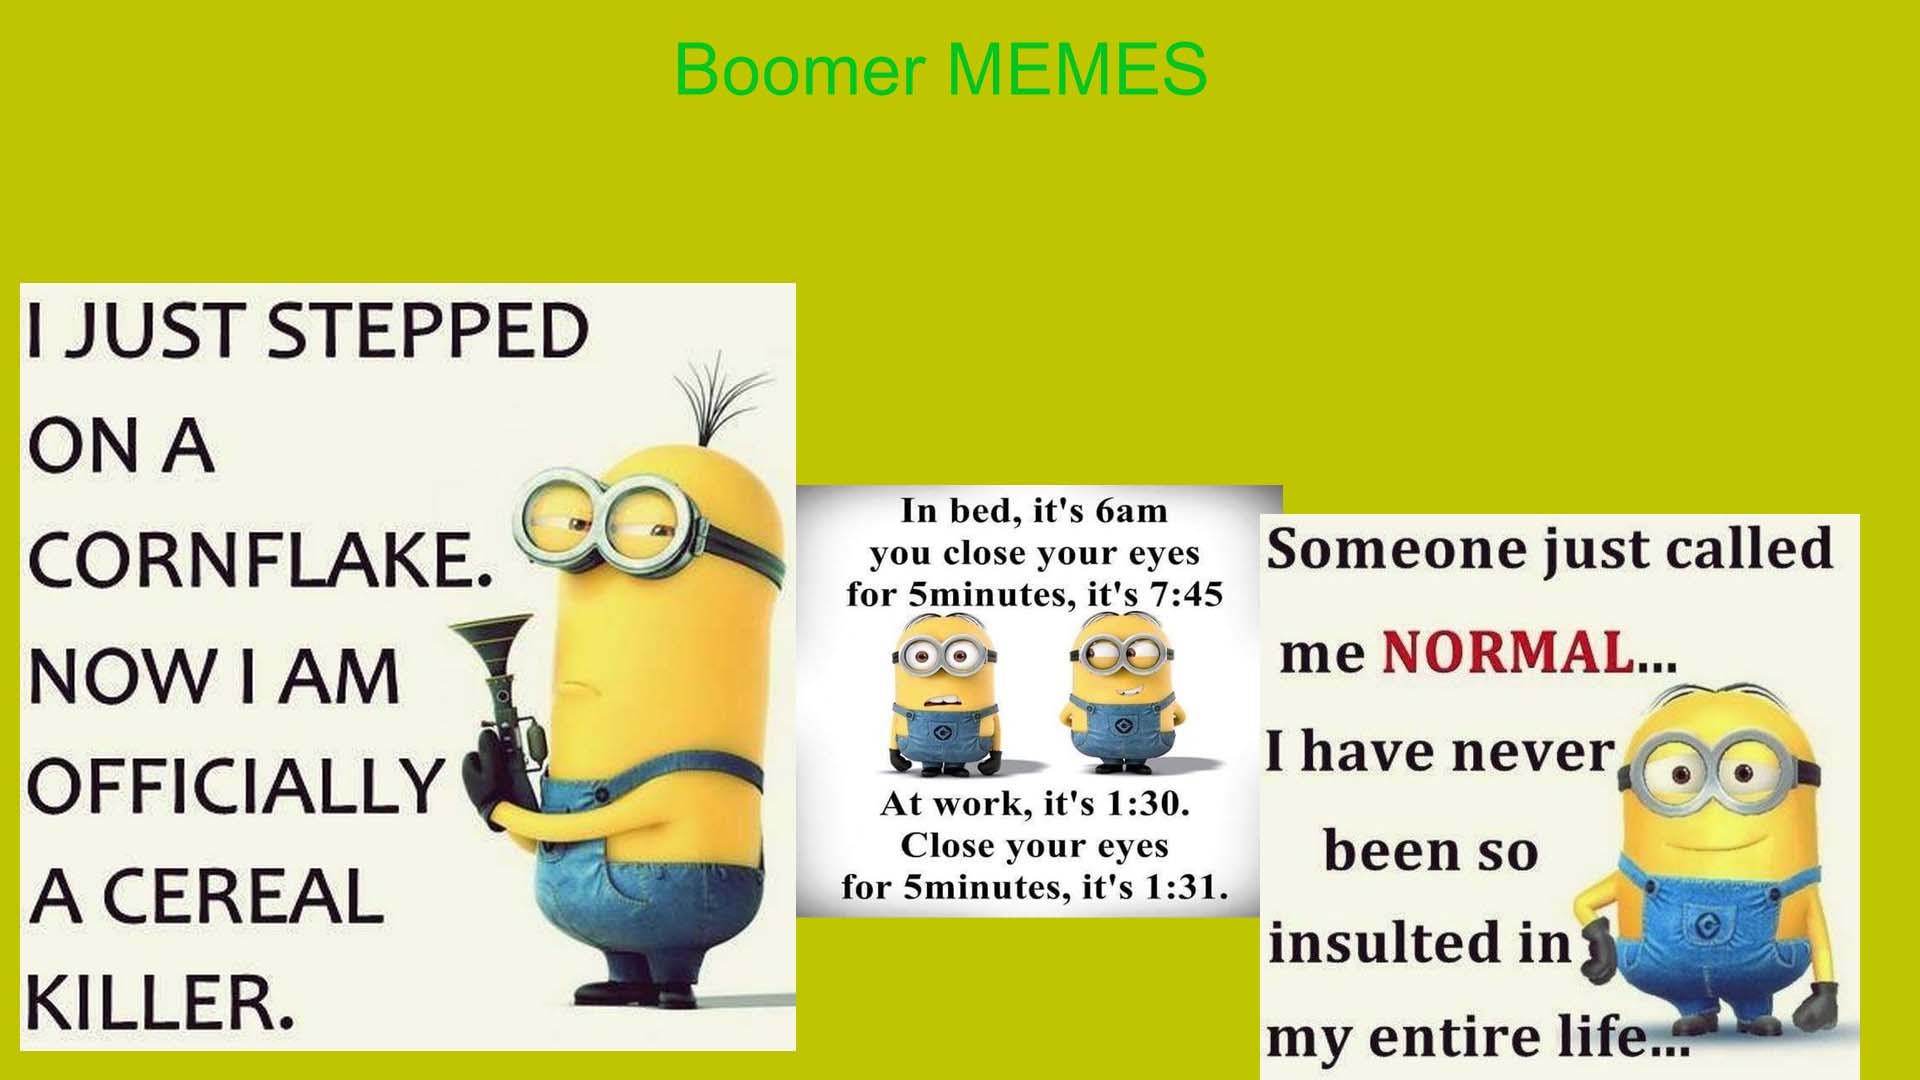 Boomer MEMES
I JUST STEPPED
ON A
CORNFLAKE.
NOW I AM
OFFICIALLY
A CEREAL
KILLER.
In bed, it's 6am
you close your eyes
for 5minutes, it's 7:45
At work, it's 1:30.
Close your eyes
for 5minutes, it's 1:31.
Someone just called
me NORMAL...
I have never
been so
insulted in
my entire life...